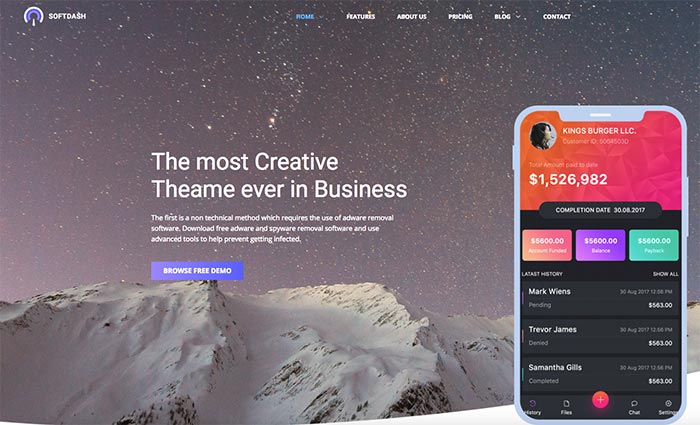 SOFTDASH
HOME
FEATURES
ABOUT US
PRICING
BLOG
CONTACT
The most Creative
Theame ever in Business
The first is a non technical method which requires the use of adware removal
software. Download free adware and spyware removal software and use
advanced tools to help prevent getting infected.
BROWSE FREE DEMO
KINGS BURGER LLC.
Customer ID: 5064503D
Total Amount paid to date
$1,526,982
COMPLETION DATE 30.08.2017
$5600.00
Account Funded
$5600.00
Balance
$5600.00
Payback
LATEST HISTORY
SHOW ALL
Mark Wiens
30 Aug 2017 12:58 PM
Pending
$563.00
Trevor James
30 Aug 2017 12:56 PM
Denied
$563.00
Samantha Gills
30 Aug 2017 12:56 PM
Completed
$563.00
History
Files
Chat
Settings